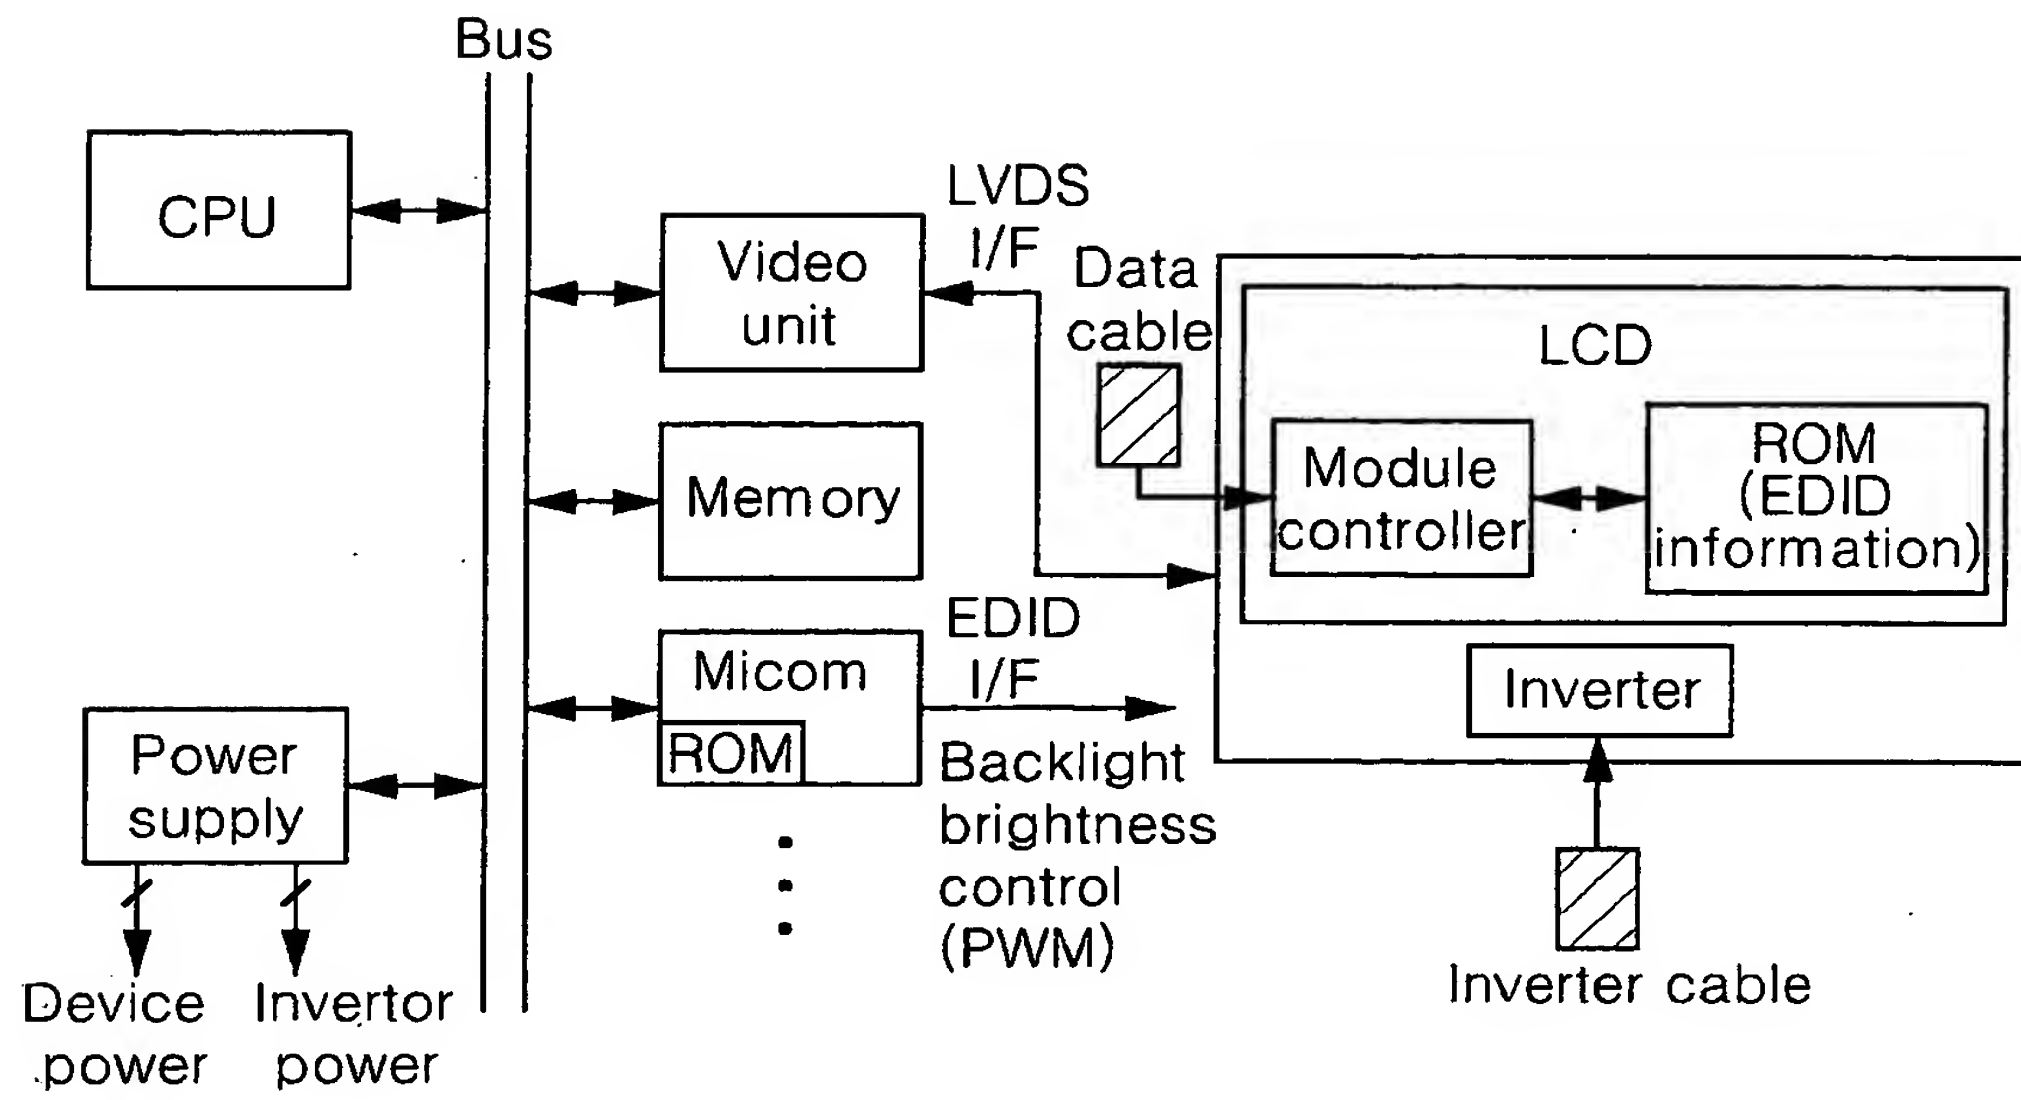 Bus
CPU
Video
unit
LVDS
I/F
Data
cable
LCD
Module
controller
ROM
(EDID
information)
Memory
EDID
I/F
Micom
ROM
Inverter
Power
supply
Backlight
brightness
control
(PWM)
Inverter cable
Device
power
Invertor
power